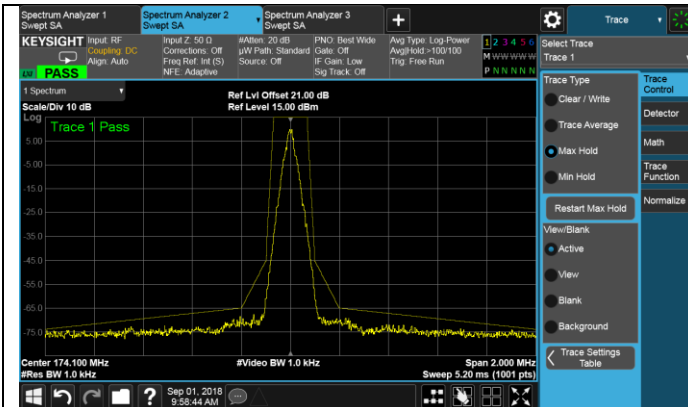 Spectrum Analyzer 1
Swept SA
Spectrum Analyzer 2
Swept SA
Spectrum Analyzer 3
Swept SA
+
Trace
KEYSIGHT
Input: RF
Coupling: DC
Align: Auto
Input Z: 50 Ω
Corrections: Off
Freq Ref: Int (S)
NFE: Adaptive
#Atten: 20 dB
µW Path: Standard
Source: Off
PNO: Best Wide
Gate: Off
IF Gain: Low
Sig Track: Off
Avg Type: Log-Power
Avg|Hold:>100/100
Trig: Free Run
1 2 3 4 5 6
M W W W W W
P N N N N N
LXI PASS
Select Trace
Trace 1
1 Spectrum
Scale/Div 10 dB
Ref Lvl Offset 21.00 dB
Ref Level 15.00 dBm
Log
Trace 1 Pass
5.00
-5.00
-15.0
-25.0
-35.0
-45.0
-55.0
-65.0
-75.0
Center 174.100 MHz
#Res BW 1.0 kHz
#Video BW 1.0 kHz
Span 2.000 MHz
Sweep 5.20 ms (1001 pts)
Trace Type
Clear / Write
Trace Average
Max Hold
Min Hold
Restart Max Hold
View/Blank
Active
View
Blank
Background
Trace Settings
Table
Trace
Control
Detector
Math
Trace
Function
Normalize
?
Sep 01, 2018
9:58:44 AM